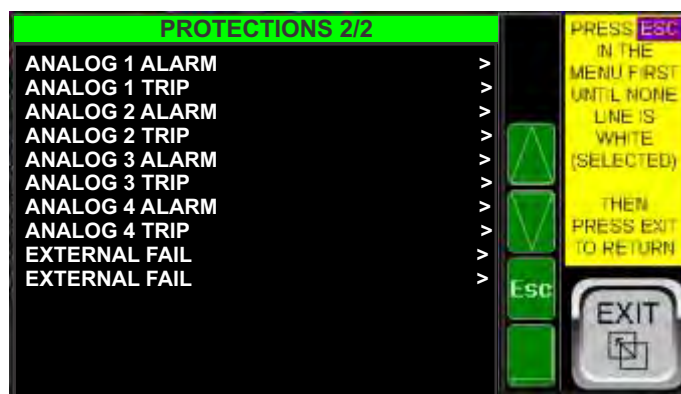 PROTECTIONS 2/2
ANALOG 1 ALARM >
ANALOG 1 TRIP >
ANALOG 2 ALARM >
ANALOG 2 TRIP >
ANALOG 3 ALARM >
ANALOG 3 TRIP >
ANALOG 4 ALARM >
ANALOG 4 TRIP >
EXTERNAL FAIL >
EXTERNAL FAIL >
Esc
PRESS ESC
IN THE
MENU FIRST
UNTIL NONE
LINE IS
WHITE
(SELECTED)
THEN
PRESS EXIT
TO RETURN
EXIT